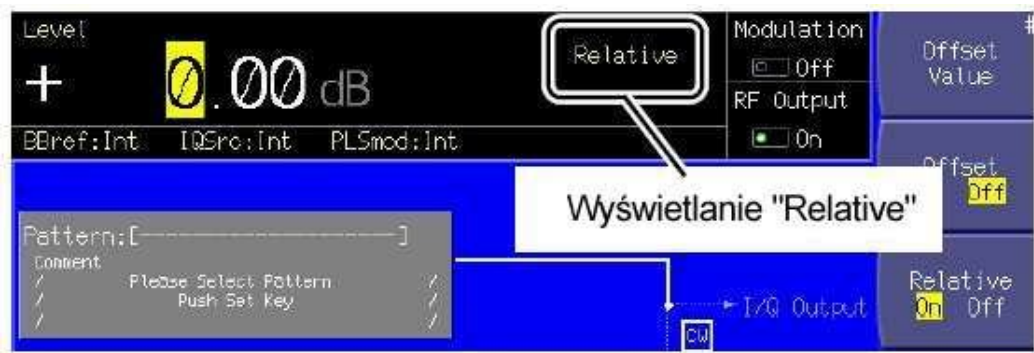 Level
+ 0.00 dB
Relative
Modulation
Off
RF Output
On
BBref:Int IQSrc:Int PLSmod:Int
Wyświetlanie "Relative"
Pattern:[--------------------]
Comment
/ Please Select Pattern /
/ Push Set Key /
/ /
I/Q Output
CW
#
Offset
Value
Offset
Off
Relative
On Off